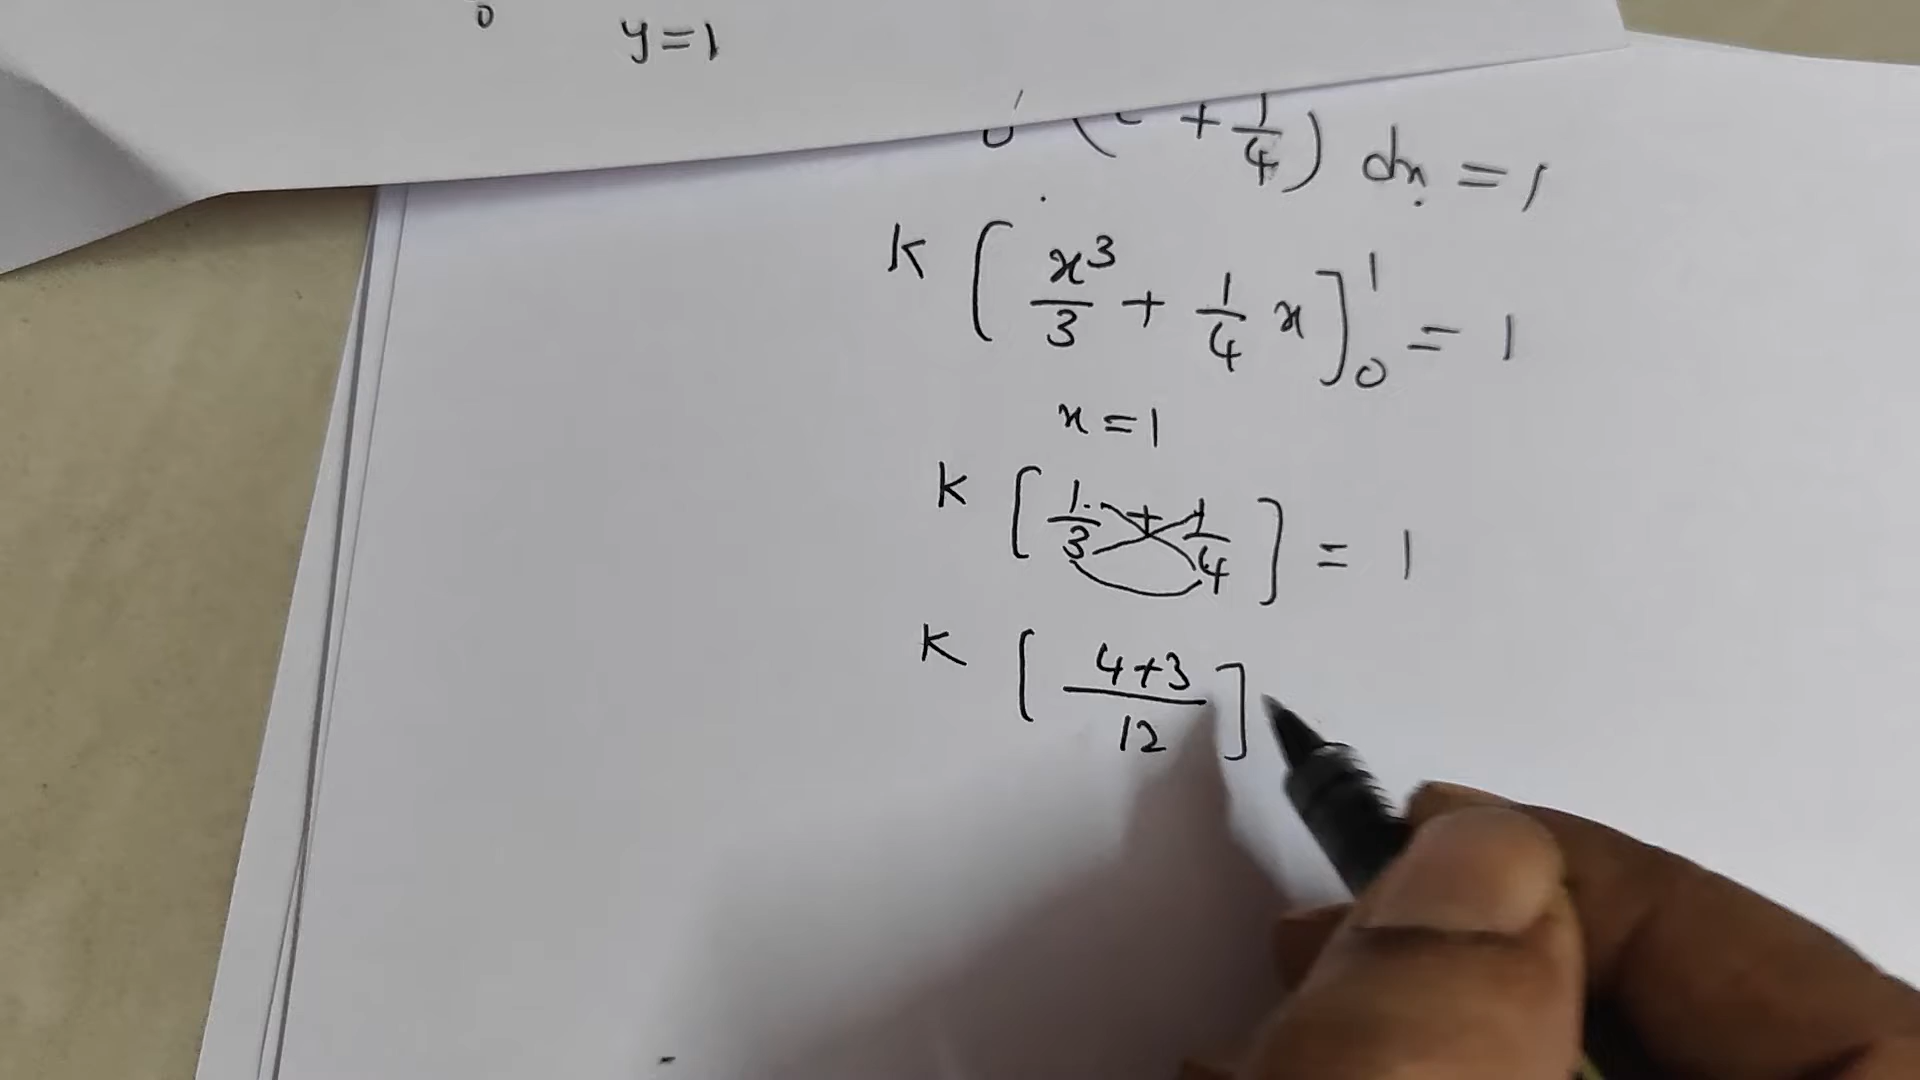 0 y=1
+ 1/4) dx = 1
K [ x³/3 + 1/4 x ]₀¹ = 1
x = 1
K [ 1/3 + 1/4 ] = 1
K [ 4+3/12 ]